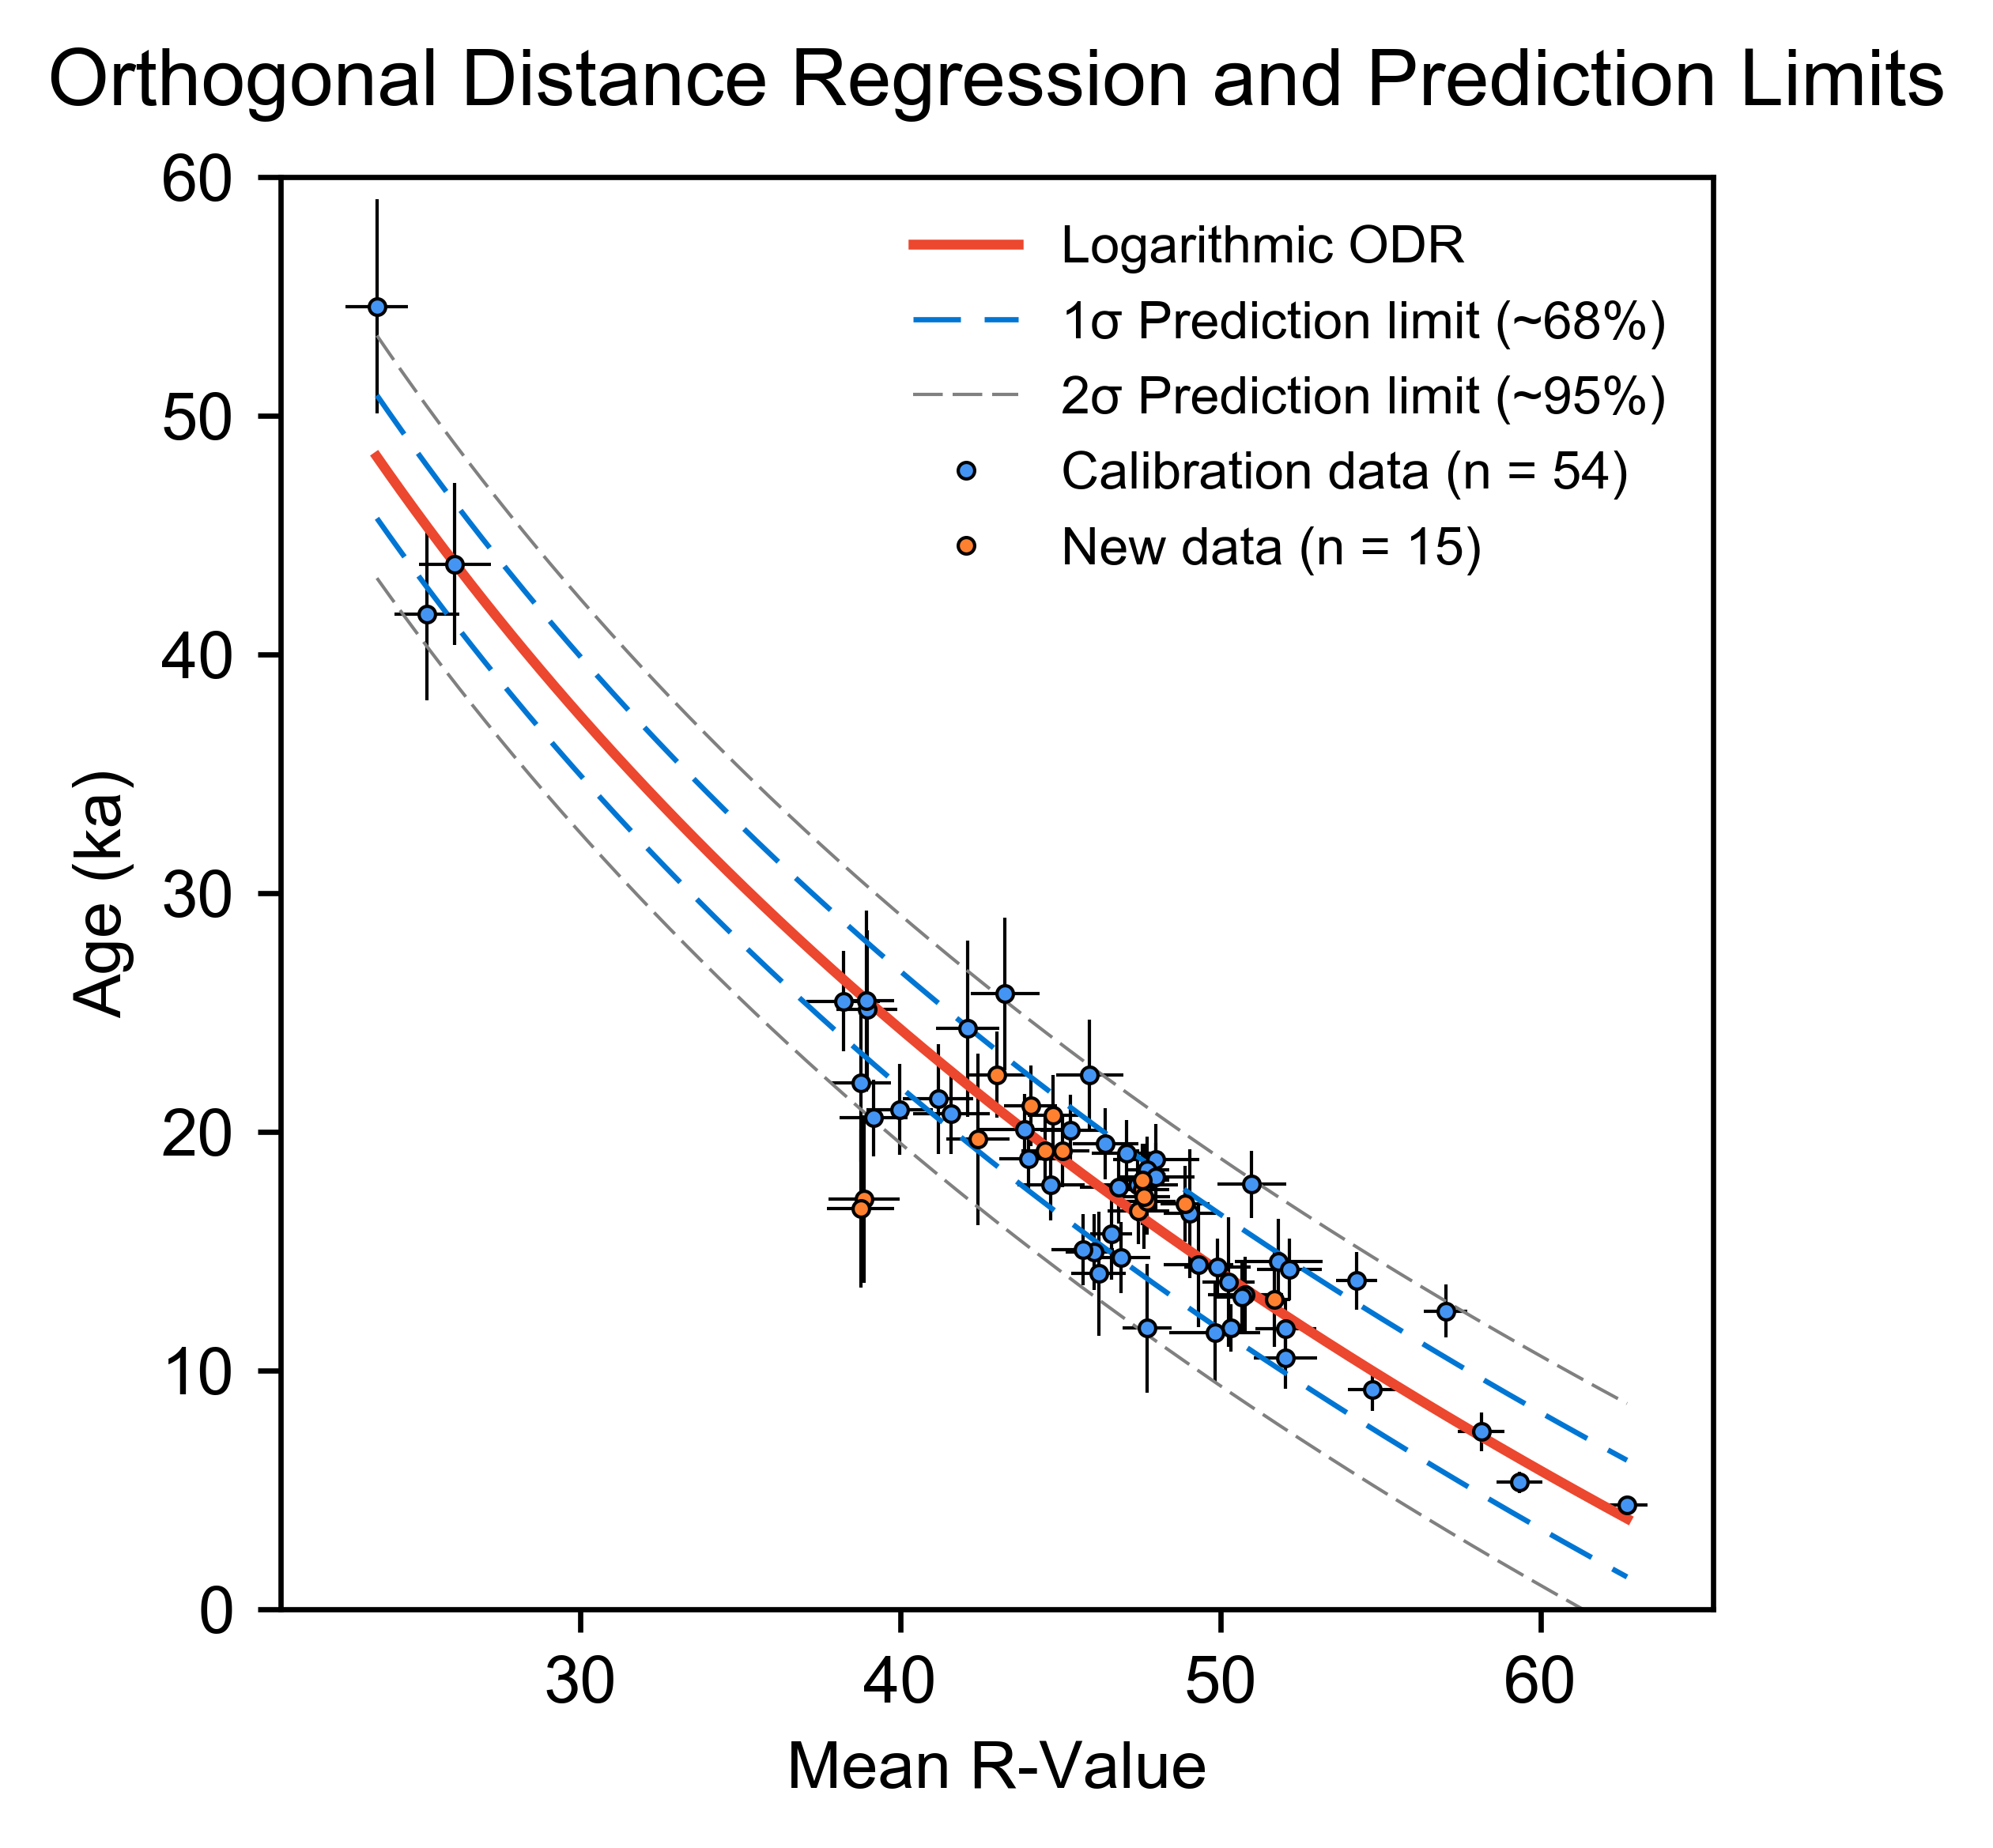 Orthogonal Distance Regression and Prediction Limits
60
50
40
30
20
10
0
Age (ka)
Logarithmic ODR
1σ Prediction limit (~68%)
2σ Prediction limit (~95%)
Calibration data (n = 54)
New data (n = 15)
30 40 50 60
Mean R-Value